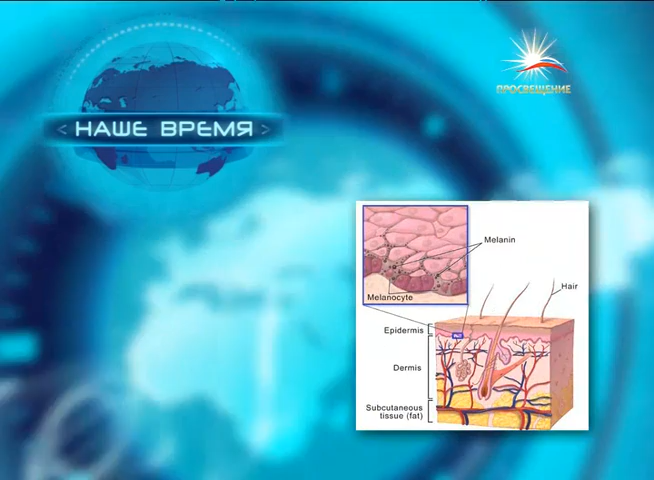 ПРОСВЕЩЕНИЕ
< НАШЕ ВРЕМЯ >
Melanin
Hair
Melanocyte
Epidermis
Dermis
Subcutaneous
tissue (fat)